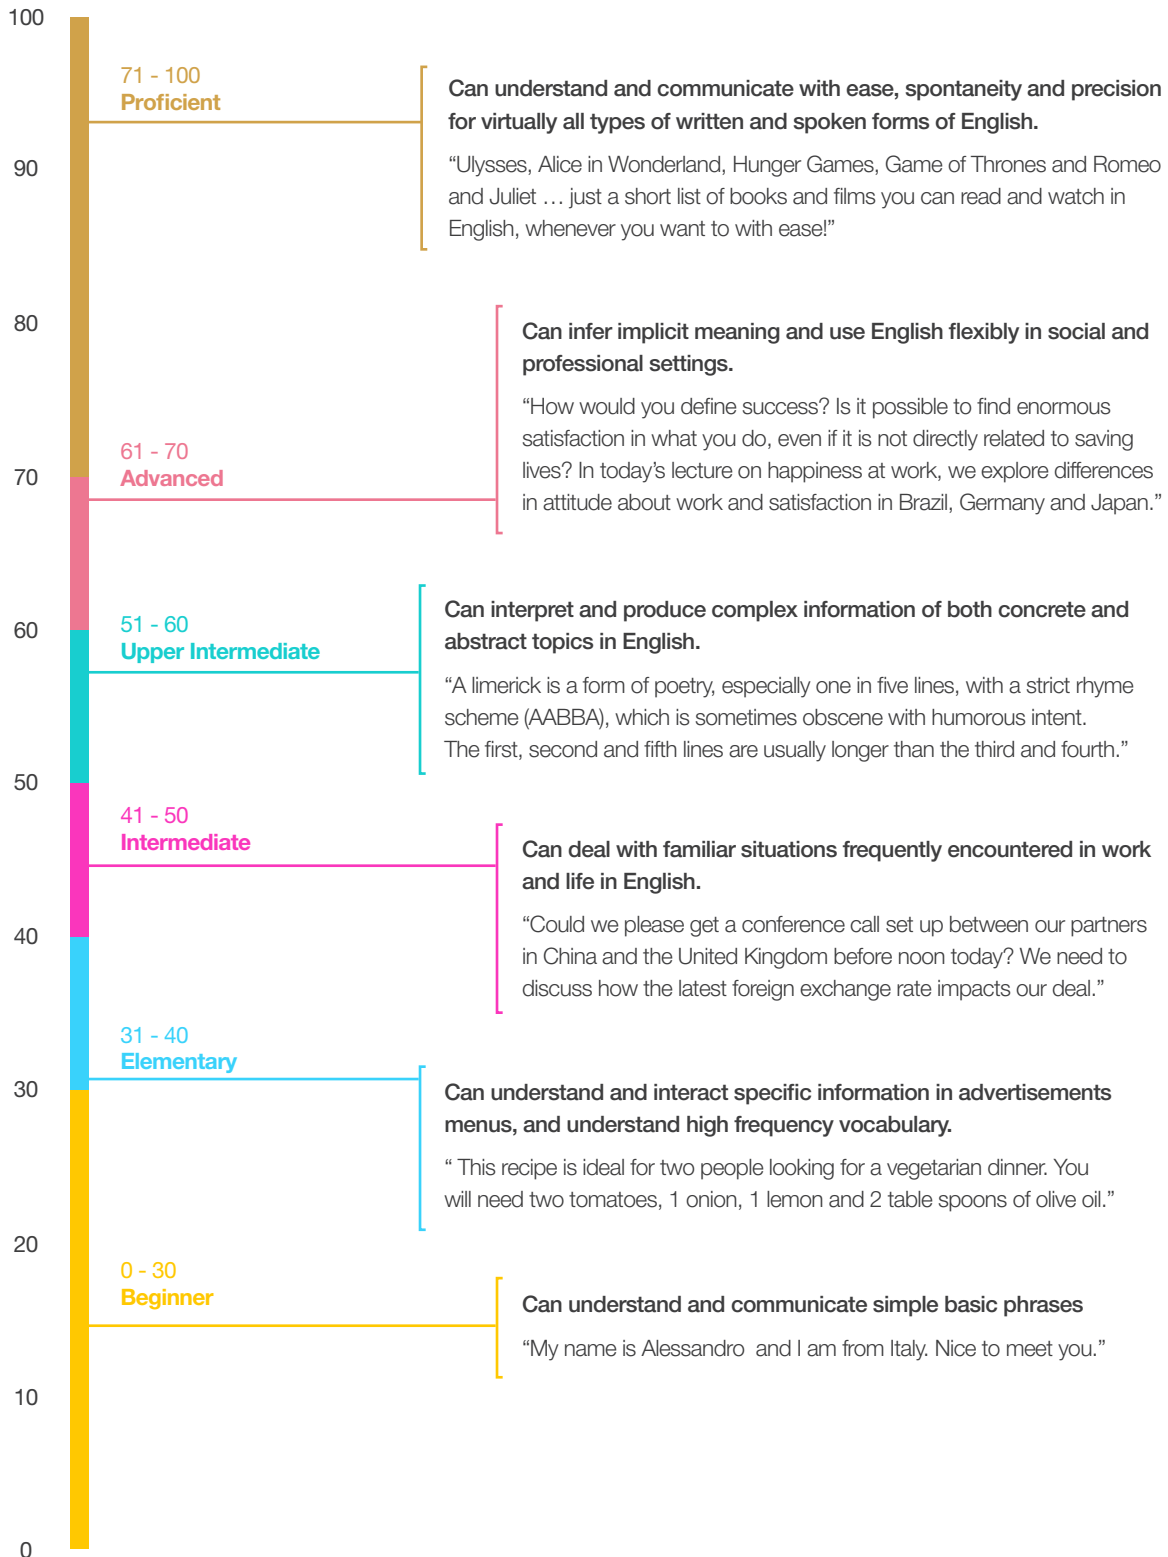 100
71 - 100
Proficient
Can understand and communicate with ease, spontaneity and precision
for virtually all types of written and spoken forms of English.
“Ulysses, Alice in Wonderland, Hunger Games, Game of Thrones and Romeo
and Juliet … just a short list of books and films you can read and watch in
English, whenever you want to with ease!”
90
80
Can infer implicit meaning and use English flexibly in social and
professional settings.
“How would you define success? Is it possible to find enormous
satisfaction in what you do, even if it is not directly related to saving
lives? In today’s lecture on happiness at work, we explore differences
in attitude about work and satisfaction in Brazil, Germany and Japan.”
61 - 70
Advanced
70
60
51 - 60
Upper Intermediate
Can interpret and produce complex information of both concrete and
abstract topics in English.
“A limerick is a form of poetry, especially one in five lines, with a strict rhyme
scheme (AABBA), which is sometimes obscene with humorous intent.
The first, second and fifth lines are usually longer than the third and fourth.”
50
41 - 50
Intermediate
Can deal with familiar situations frequently encountered in work
and life in English.
“Could we please get a conference call set up between our partners
in China and the United Kingdom before noon today? We need to
discuss how the latest foreign exchange rate impacts our deal.”
40
31 - 40
Elementary
Can understand and interact specific information in advertisements
menus, and understand high frequency vocabulary.
“ This recipe is ideal for two people looking for a vegetarian dinner. You
will need two tomatoes, 1 onion, 1 lemon and 2 table spoons of olive oil.”
30
20
0 - 30
Beginner
Can understand and communicate simple basic phrases
“My name is Alessandro  and I am from Italy. Nice to meet you.”
10
0